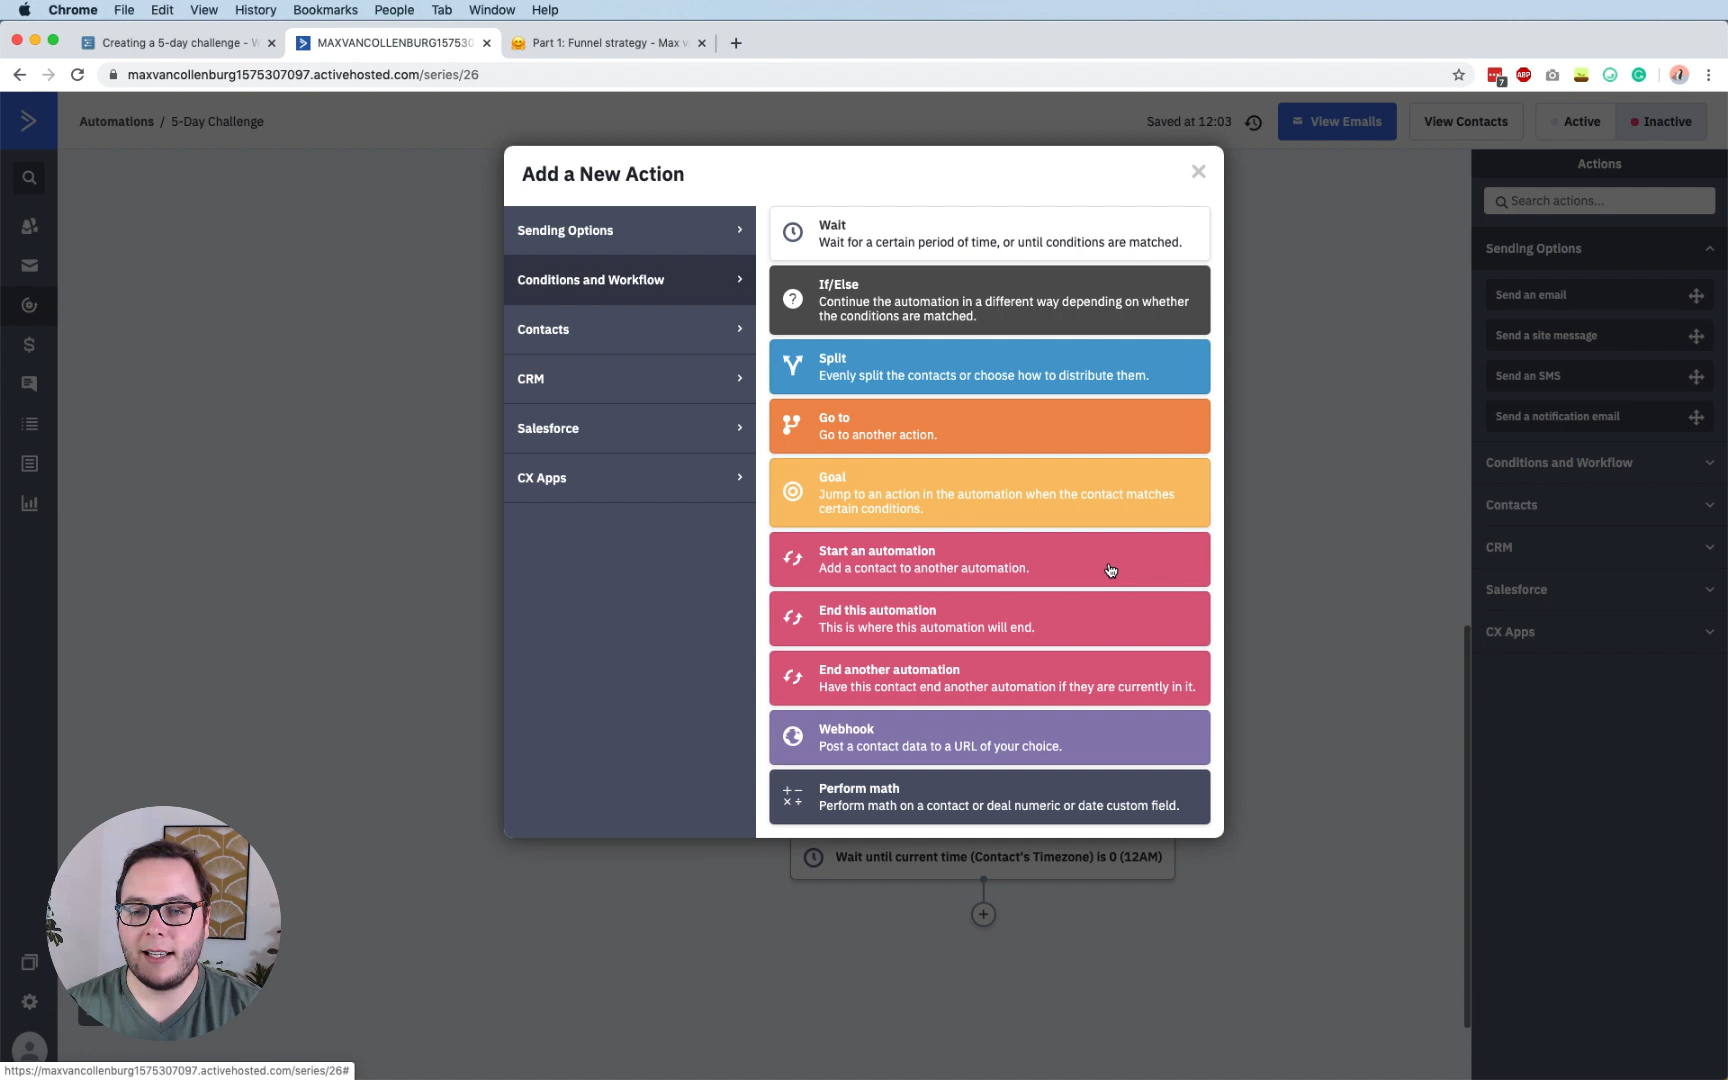 Chrome File Edit View History Bookmarks People Tab Window Help
Creating a 5-day challenge - W
MAXVANCOLLENBURG157530
Part 1: Funnel strategy - Max v
maxvancollenburg1575307097.activehosted.com/series/26
7
ABP
Automations / 5-Day Challenge
Saved at 12:03
View Emails
View Contacts
Active
Inactive
Add a New Action
Sending Options
Conditions and Workflow
Contacts
CRM
Salesforce
CX Apps
Wait
Wait for a certain period of time, or until conditions are matched.
If/Else
Continue the automation in a different way depending on whether
the conditions are matched.
Split
Evenly split the contacts or choose how to distribute them.
Go to
Go to another action.
Goal
Jump to an action in the automation when the contact matches
certain conditions.
Start an automation
Add a contact to another automation.
End this automation
This is where this automation will end.
End another automation
Have this contact end another automation if they are currently in it.
Webhook
Post a contact data to a URL of your choice.
Perform math
Perform math on a contact or deal numeric or date custom field.
Wait until current time (Contact's Timezone) is 0 (12AM)
Actions
Search actions...
Sending Options
Send an email
Send a site message
Send an SMS
Send a notification email
Conditions and Workflow
Contacts
CRM
Salesforce
CX Apps
https://maxvancollenburg1575307097.activehosted.com/series/26#